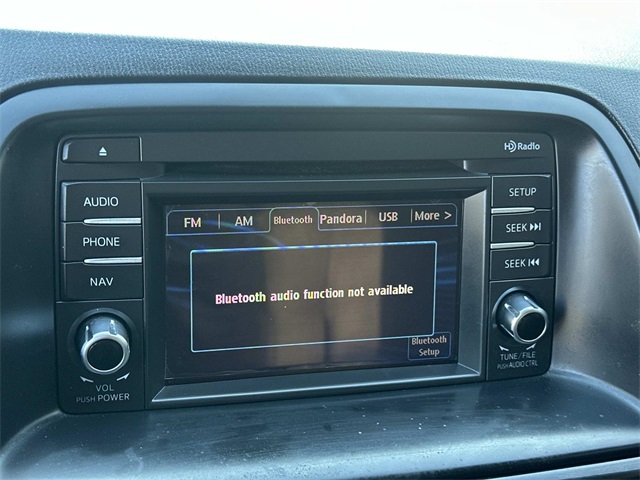 HD Radio
AUDIO
PHONE
NAV
VOL
PUSH POWER
FM AM Bluetooth Pandora USB More >
Bluetooth audio function not available
Bluetooth
Setup
SETUP
SEEK
SEEK
TUNE/FILE
PUSH AUDIO CTRL